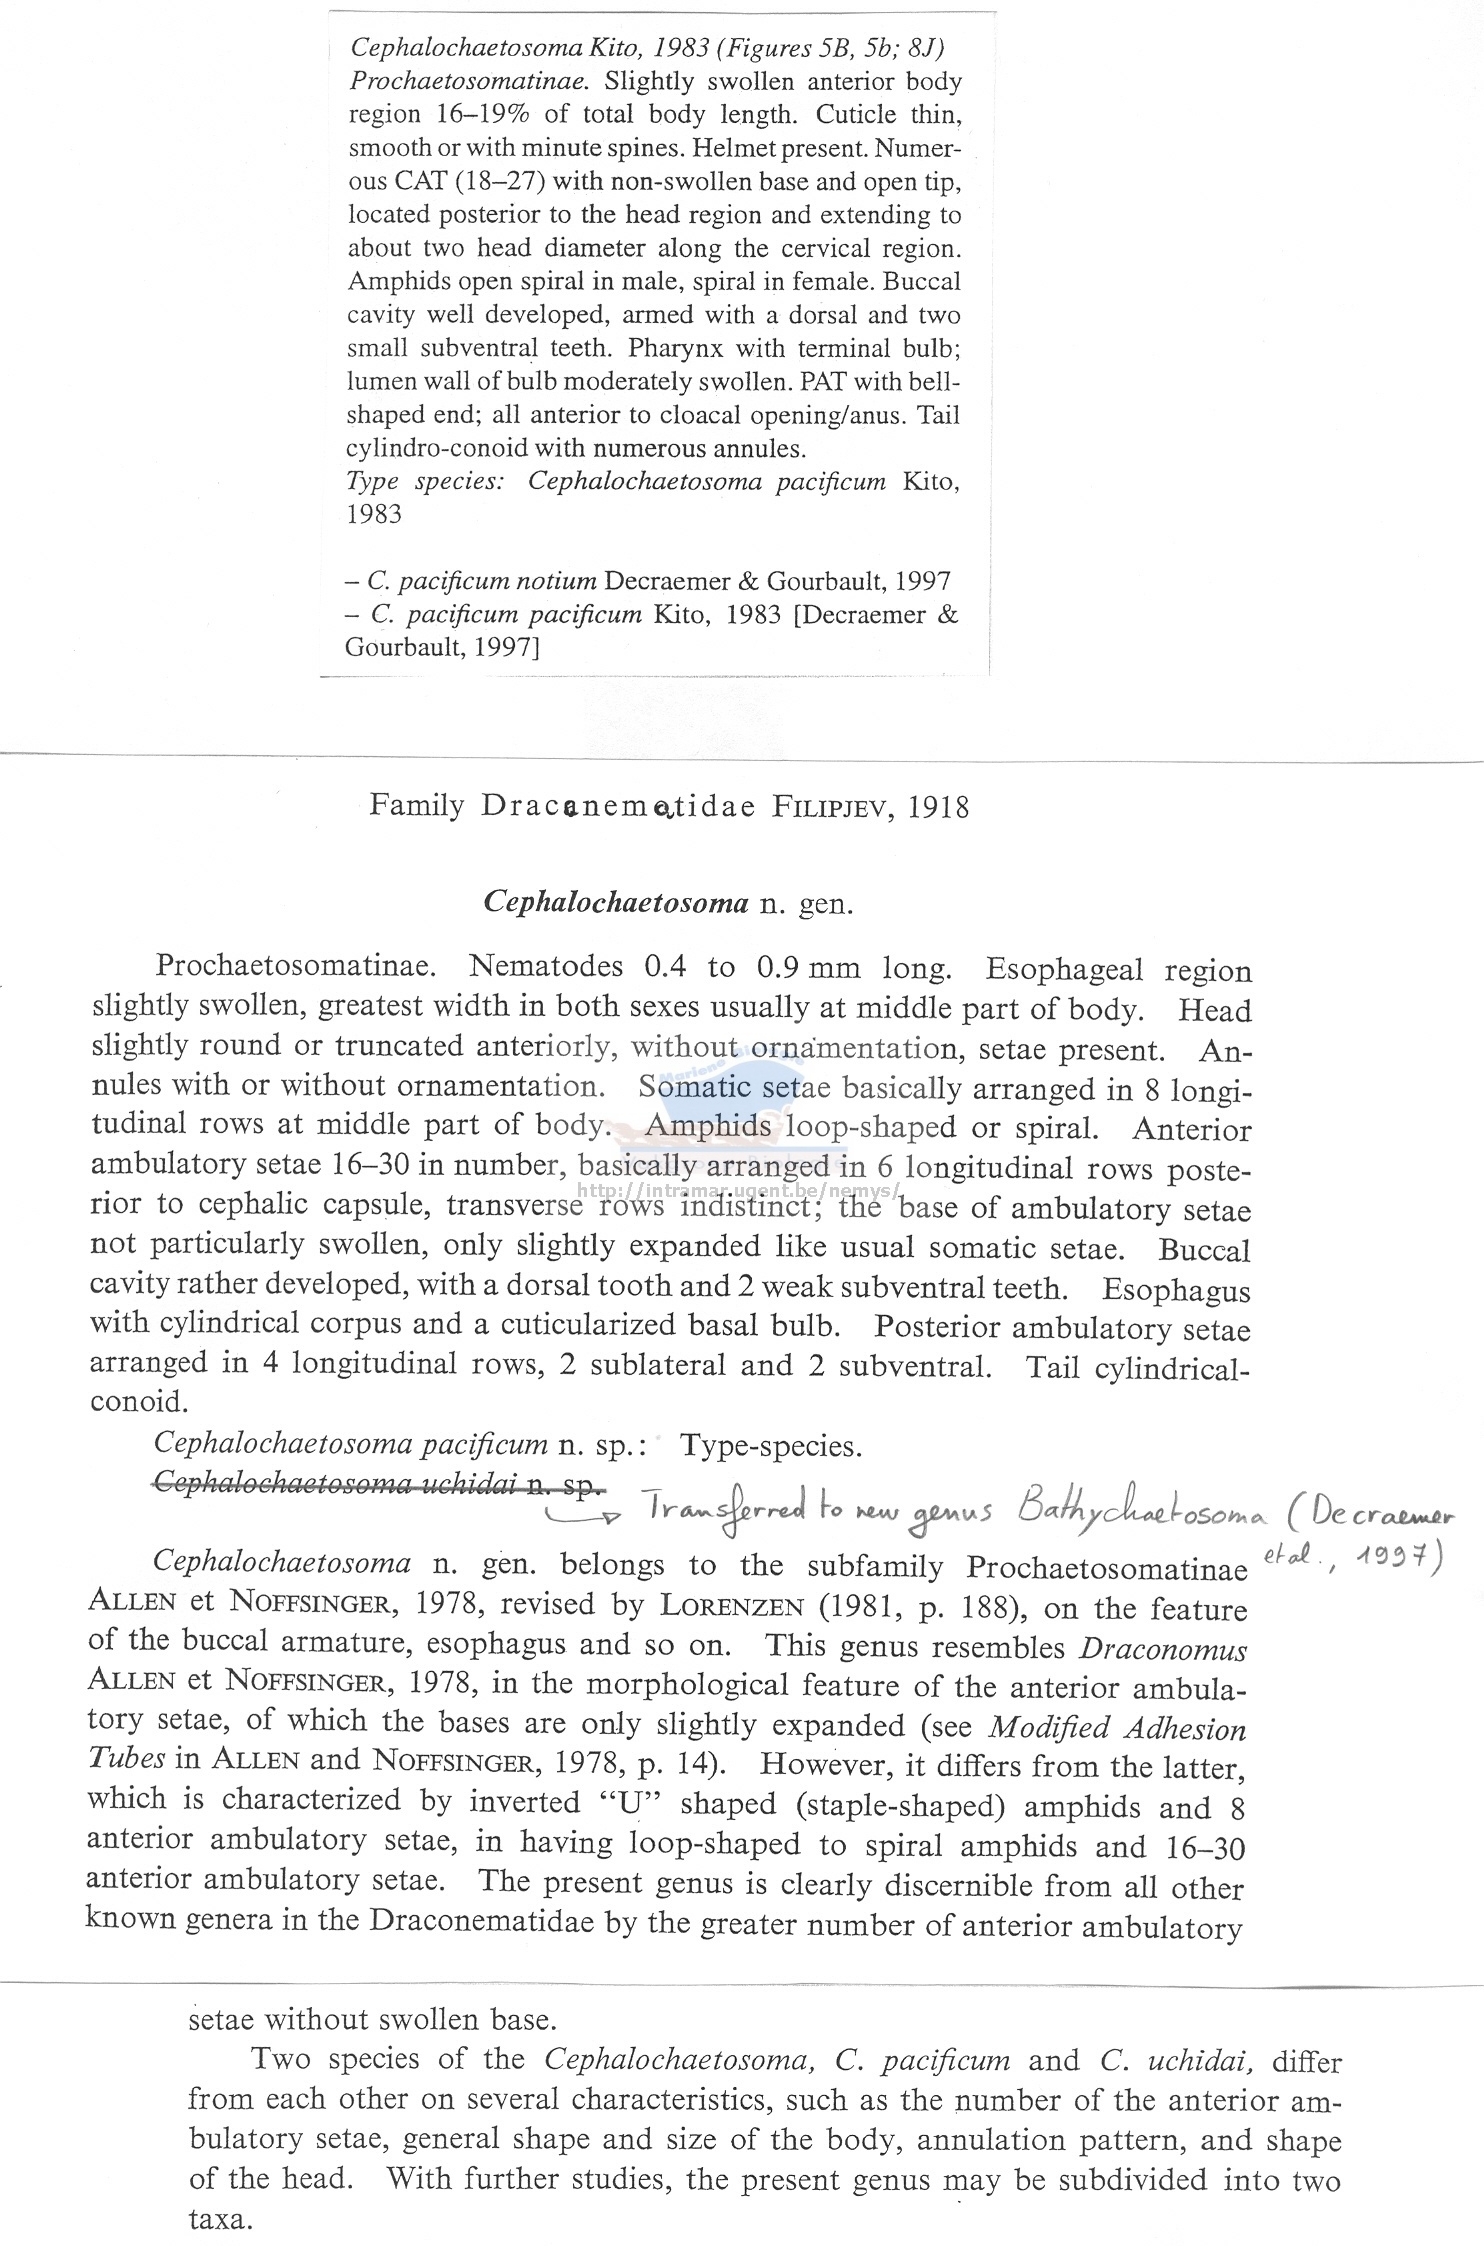 Cephalochaetosoma Kito, 1983 (Figures 5B, 5b; 8J)
Prochaetosomatinae. Slightly swollen anterior body
region 16–19% of total body length. Cuticle thin,
smooth or with minute spines. Helmet present. Numer-
ous CAT (18–27) with non-swollen base and open tip,
located posterior to the head region and extending to
about two head diameter along the cervical region.
Amphids open spiral in male, spiral in female. Buccal
cavity well developed, armed with a dorsal and two
small subventral teeth. Pharynx with terminal bulb;
lumen wall of bulb moderately swollen. PAT with bell-
shaped end; all anterior to cloacal opening/anus. Tail
cylindro-conoid with numerous annules.
Type species: Cephalochaetosoma pacificum Kito,
1983
– C. pacificum notium Decraemer & Gourbault, 1997
– C. pacificum pacificum Kito, 1983 [Decraemer &
Gourbault, 1997]
Family Dracanematidae FILIPJEV, 1918
Cephalochaetosoma n. gen.
Prochaetosomatinae. Nematodes 0.4 to 0.9 mm long. Esophageal region
slightly swollen, greatest width in both sexes usually at middle part of body. Head
slightly round or truncated anteriorly, without ornamentation, setae present. An-
nules with or without ornamentation. Somatic setae basically arranged in 8 longi-
tudinal rows at middle part of body. Amphids loop-shaped or spiral. Anterior
ambulatory setae 16–30 in number, basically arranged in 6 longitudinal rows poste-
http://intramar.ugent.be/nemys/
rior to cephalic capsule, transverse rows indistinct; the base of ambulatory setae
not particularly swollen, only slightly expanded like usual somatic setae. Buccal
cavity rather developed, with a dorsal tooth and 2 weak subventral teeth. Esophagus
with cylindrical corpus and a cuticularized basal bulb. Posterior ambulatory setae
arranged in 4 longitudinal rows, 2 sublateral and 2 subventral. Tail cylindrical-
conoid.
Cephalochaetosoma pacificum n. sp.: Type-species.
Cephalochaetosoma uchidai n. sp.
Transferred to new genus Bathychaetosoma (Decraemer
et al., 1997)
Cephalochaetosoma n. gen. belongs to the subfamily Prochaetosomatinae
ALLEN et NOFFSINGER, 1978, revised by LORENZEN (1981, p. 188), on the feature
of the buccal armature, esophagus and so on. This genus resembles Draconomus
ALLEN et NOFFSINGER, 1978, in the morphological feature of the anterior ambula-
tory setae, of which the bases are only slightly expanded (see Modified Adhesion
Tubes in ALLEN and NOFFSINGER, 1978, p. 14). However, it differs from the latter,
which is characterized by inverted “U” shaped (staple-shaped) amphids and 8
anterior ambulatory setae, in having loop-shaped to spiral amphids and 16–30
anterior ambulatory setae. The present genus is clearly discernible from all other
known genera in the Draconematidae by the greater number of anterior ambulatory
setae without swollen base.
Two species of the Cephalochaetosoma, C. pacificum and C. uchidai, differ
from each other on several characteristics, such as the number of the anterior am-
bulatory setae, general shape and size of the body, annulation pattern, and shape
of the head. With further studies, the present genus may be subdivided into two
taxa.